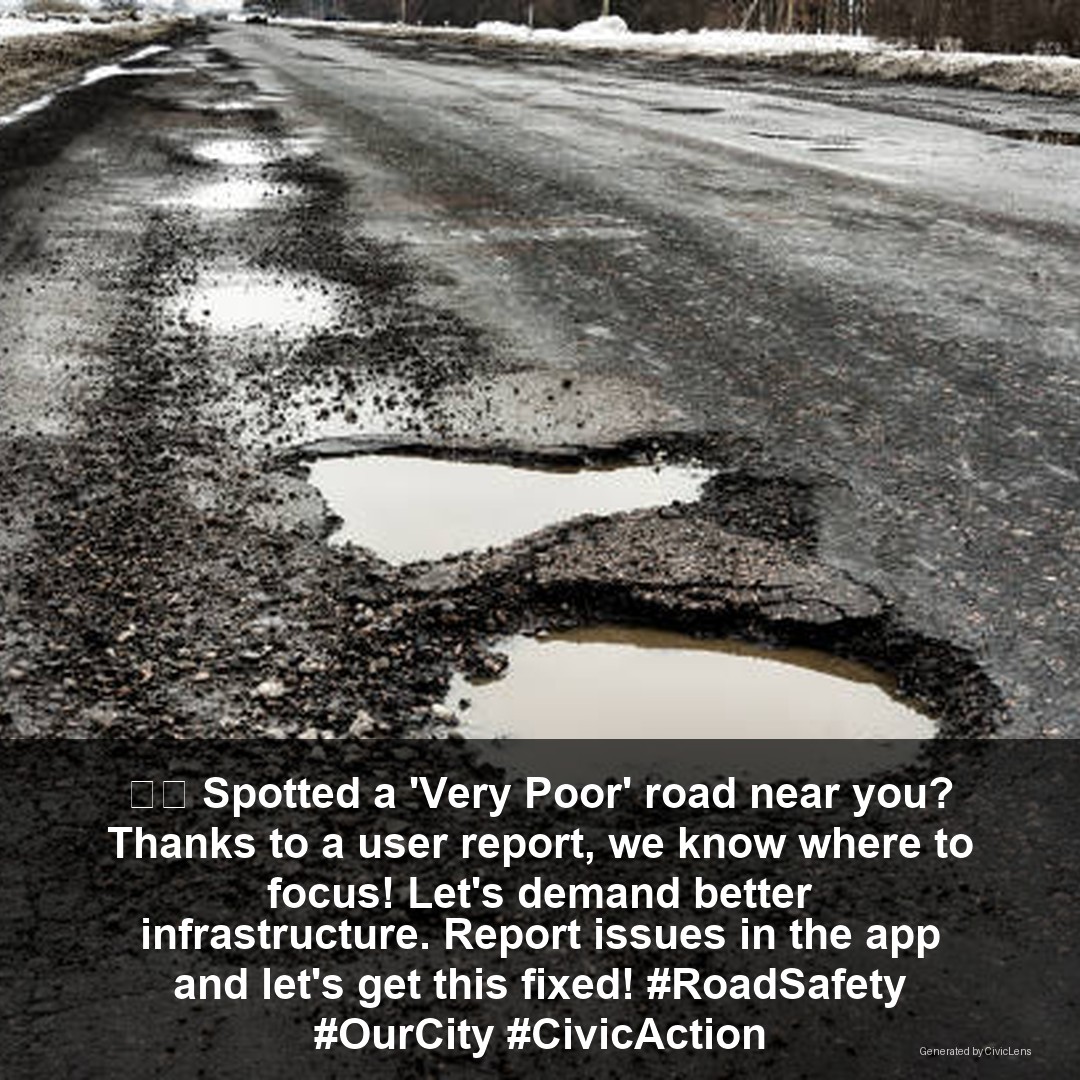 Spotted a 'Very Poor' road near you?
Thanks to a user report, we know where to
focus! Let's demand better
infrastructure. Report issues in the app
and let's get this fixed! #RoadSafety
#OurCity #CivicAction
Generated by CivicLens